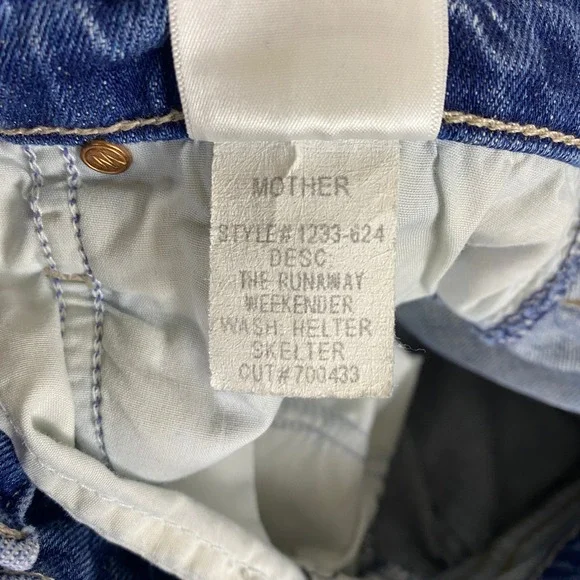 MOTHER
STYLE# 1233-624
DESC
THE RUNAWAY
WEEKENDER
WASH: HELTER
SKELTER
CUT# 700433